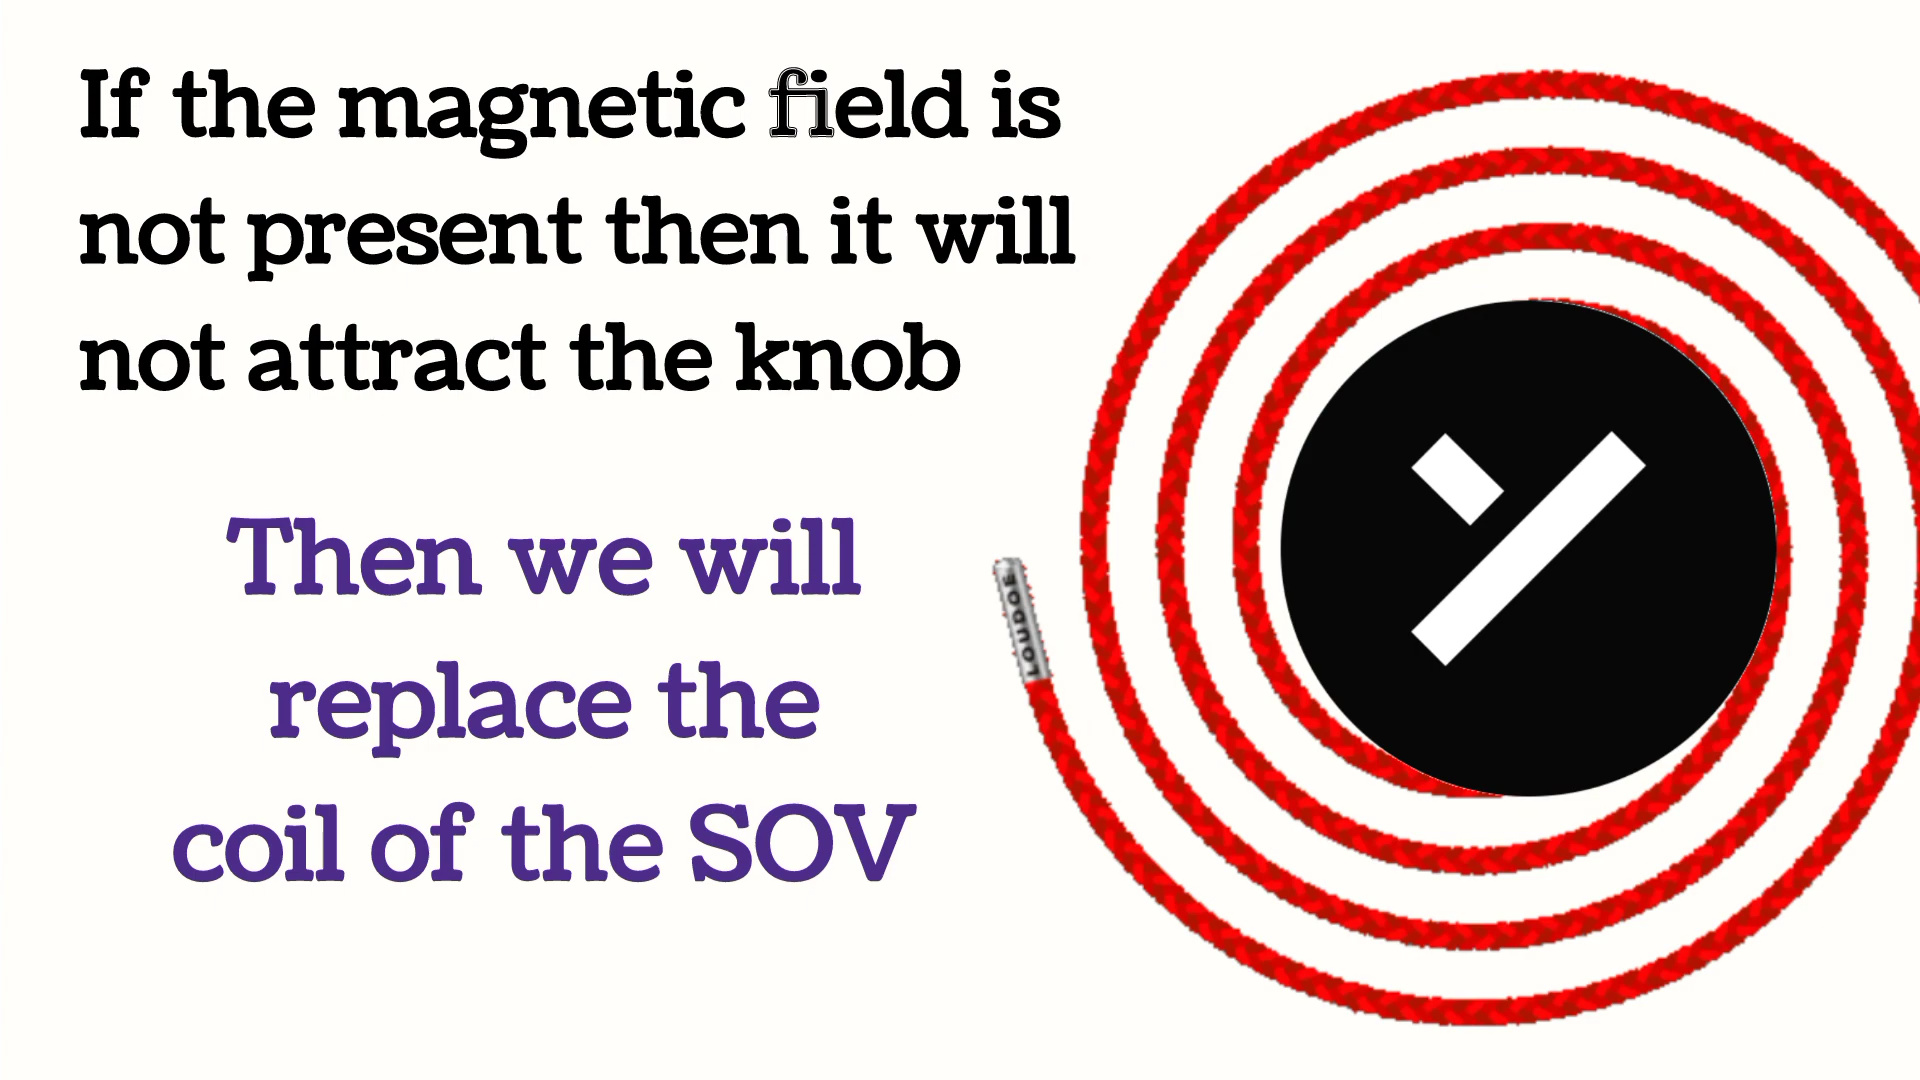 If the magnetic field is
not present then it will
not attract the knob
Then we will
replace the
coil of the SOV
LOUDOE